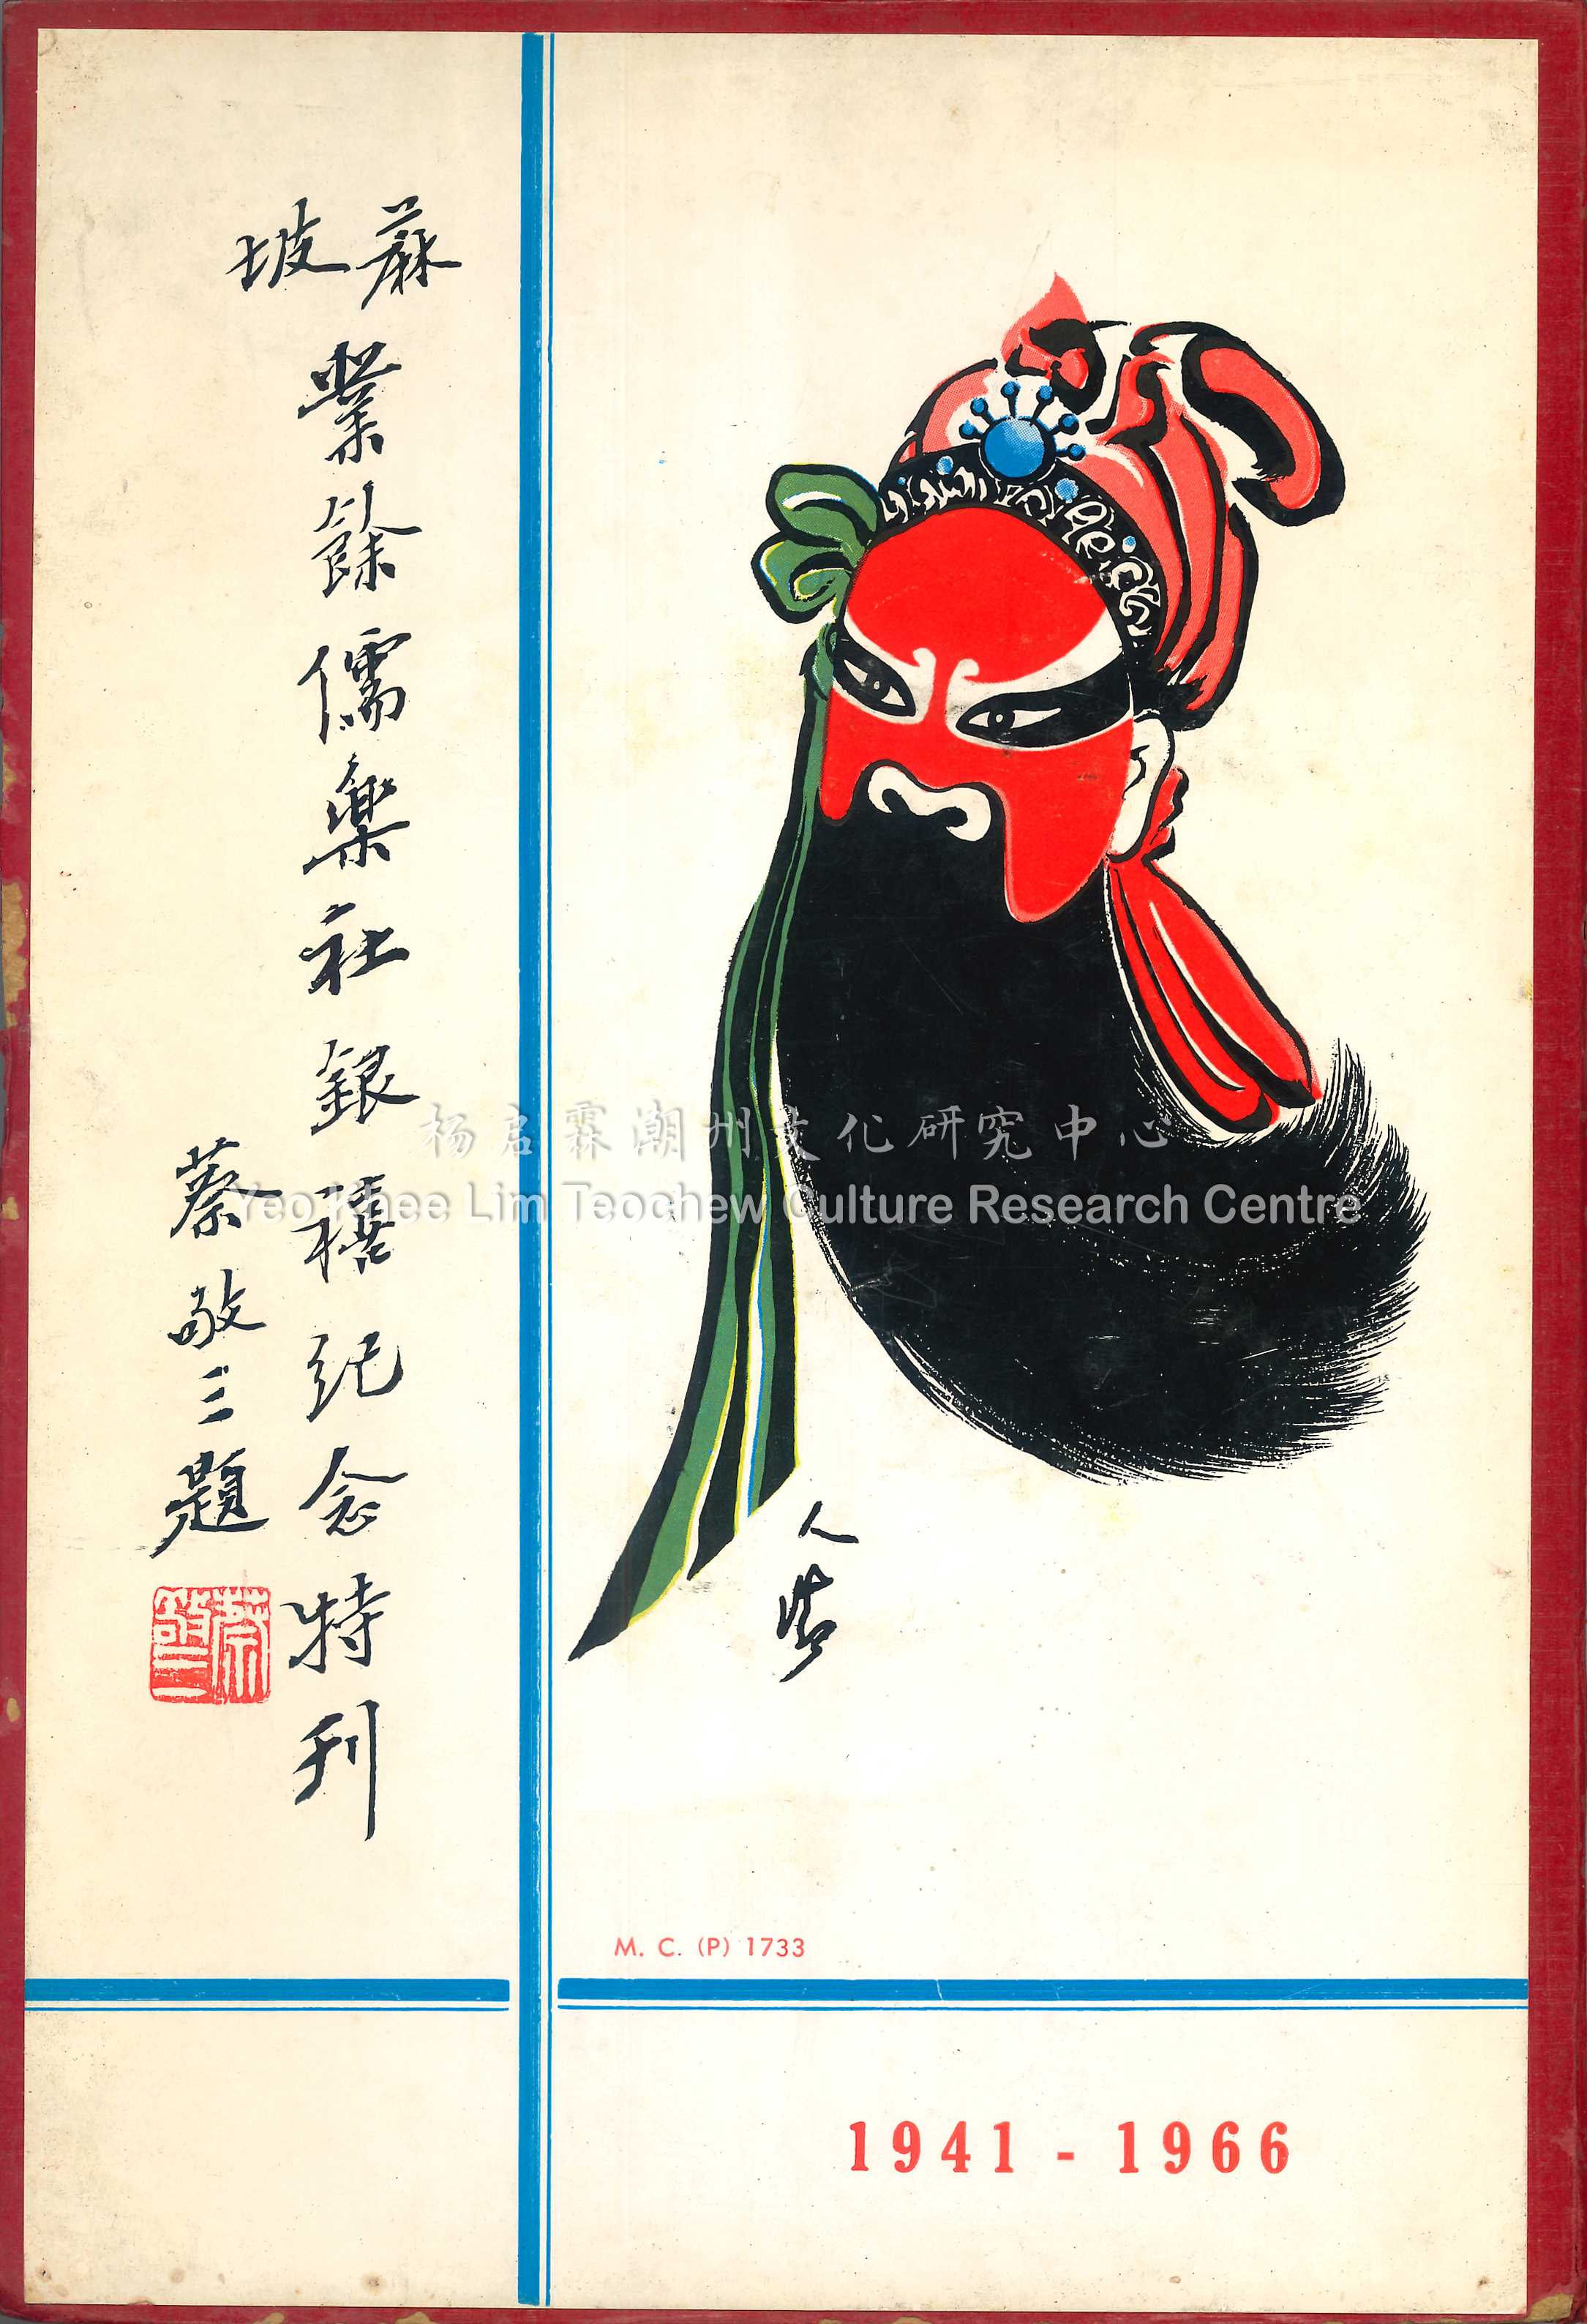 蔴坡
業餘儒樂社銀禧纪念特刊
蔡敬三題
蔡敬三
人浩
杨启霖潮州文化研究中心
Yeo Khee Lim Teochew Culture Research Centre
M. C. (P) 1733
1941 - 1966